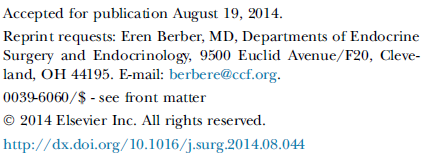 Accepted for publication August 19, 2014.
Reprint requests: Eren Berber, MD, Departments of Endocrine
Surgery and Endocrinology, 9500 Euclid Avenue/F20, Cleve-
land, OH 44195. E-mail: berbere@ccf.org.
0039-6060/$ - see front matter
© 2014 Elsevier Inc. All rights reserved.
http://dx.doi.org/10.1016/j.surg.2014.08.044